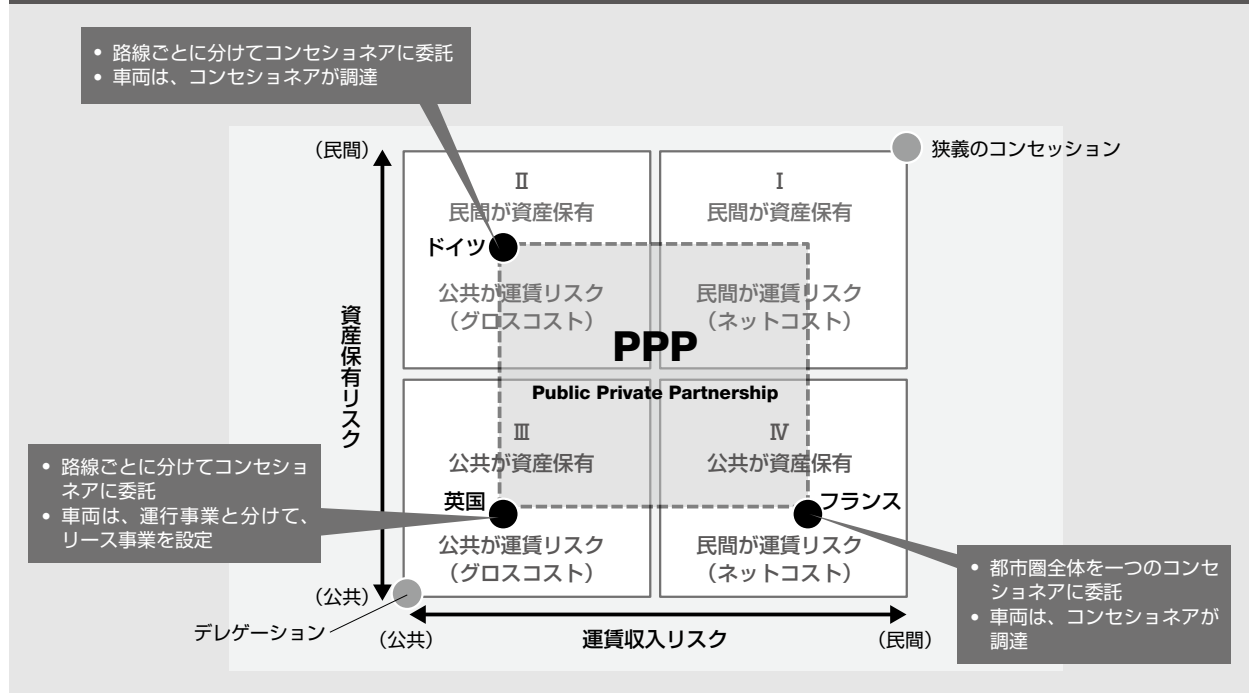 • 路線ごとに分けてコンセショネアに委託
• 車両は、コンセショネアが調達
（民間）
狭義のコンセッション
Ⅱ
民間が資産保有
Ⅰ
民間が資産保有
ドイツ
公共が運賃リスク
（グロスコスト）
民間が運賃リスク
（ネットコスト）
資産保有リスク
PPP
Public Private Partnership
Ⅲ
公共が資産保有
Ⅳ
公共が資産保有
• 路線ごとに分けてコンセショ
ネアに委託
• 車両は、運行事業と分けて、
リース事業を設定
英国
フランス
公共が運賃リスク
（グロスコスト）
民間が運賃リスク
（ネットコスト）
• 都市圏全体を一つのコンセ
ショネアに委託
• 車両は、コンセショネアが
調達
（公共）
デレゲーション
（公共）
運賃収入リスク
（民間）